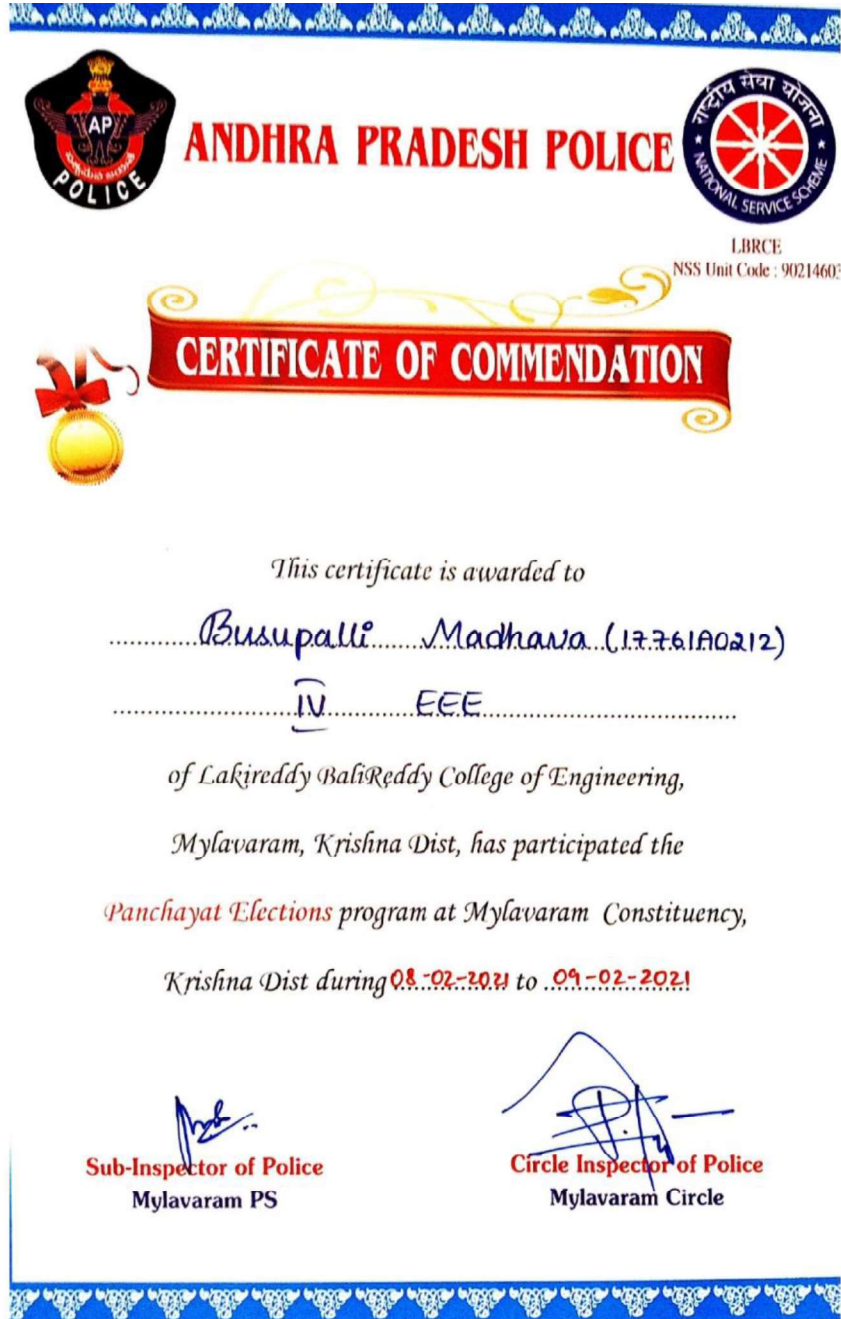 ANDHRA PRADESH POLICE
AP
POLICE
राष्ट्रीय सेवा योजना
NATIONAL SERVICE SCHEME
LBRCE
NSS Unit Code : 90214603
CERTIFICATE OF COMMENDATION
This certificate is awarded to
Busupalli Madhava (17761A0212)
IV EEE
of Lakireddy BaliReddy College of Engineering,
Mylavaram, Krishna Dist, has participated the
Panchayat Elections program at Mylavaram Constituency,
Krishna Dist during 08-02-2021 to 09-02-2021
Sub-Inspector of Police
Mylavaram PS
Circle Inspector of Police
Mylavaram Circle